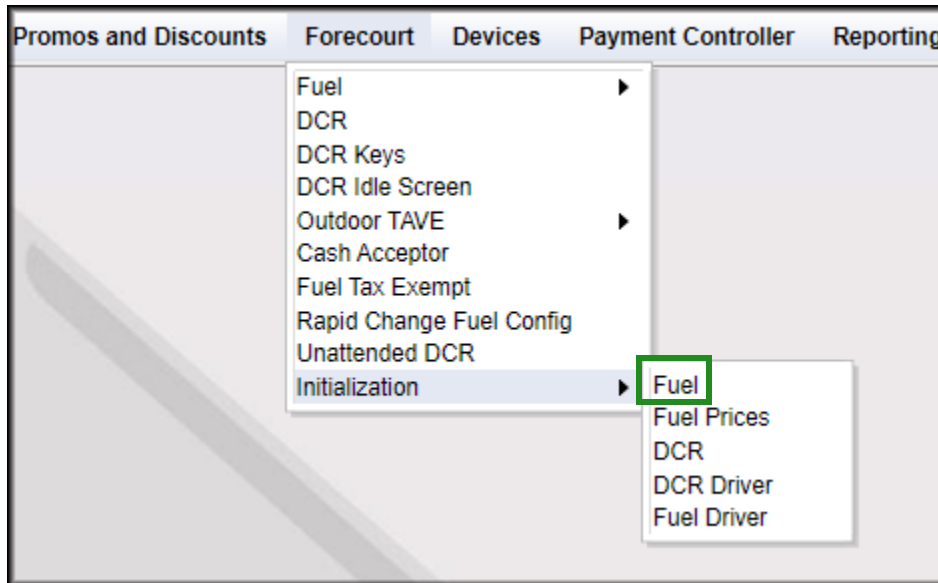 Promos and Discounts Forecourt Devices Payment Controller Reporting
Fuel
DCR
DCR Keys
DCR Idle Screen
Outdoor TAVE
Cash Acceptor
Fuel Tax Exempt
Rapid Change Fuel Config
Unattended DCR
Initialization
Fuel
Fuel Prices
DCR
DCR Driver
Fuel Driver